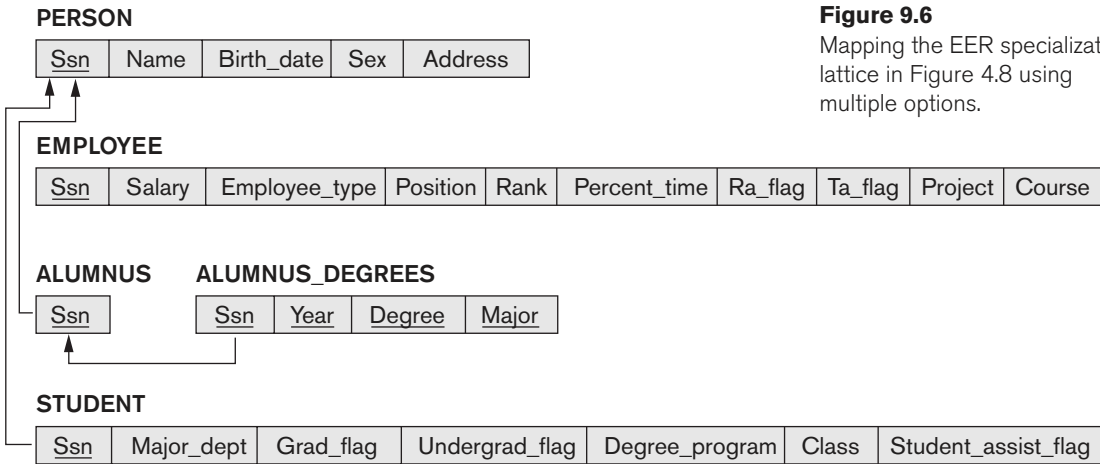 PERSON
Ssn Name Birth_date Sex Address
Figure 9.6
Mapping the EER specializat
lattice in Figure 4.8 using
multiple options.
EMPLOYEE
Ssn Salary Employee_type Position Rank Percent_time Ra_flag Ta_flag Project Course
ALUMNUS ALUMNUS_DEGREES
Ssn Ssn Year Degree Major
STUDENT
Ssn Major_dept Grad_flag Undergrad_flag Degree_program Class Student_assist_flag